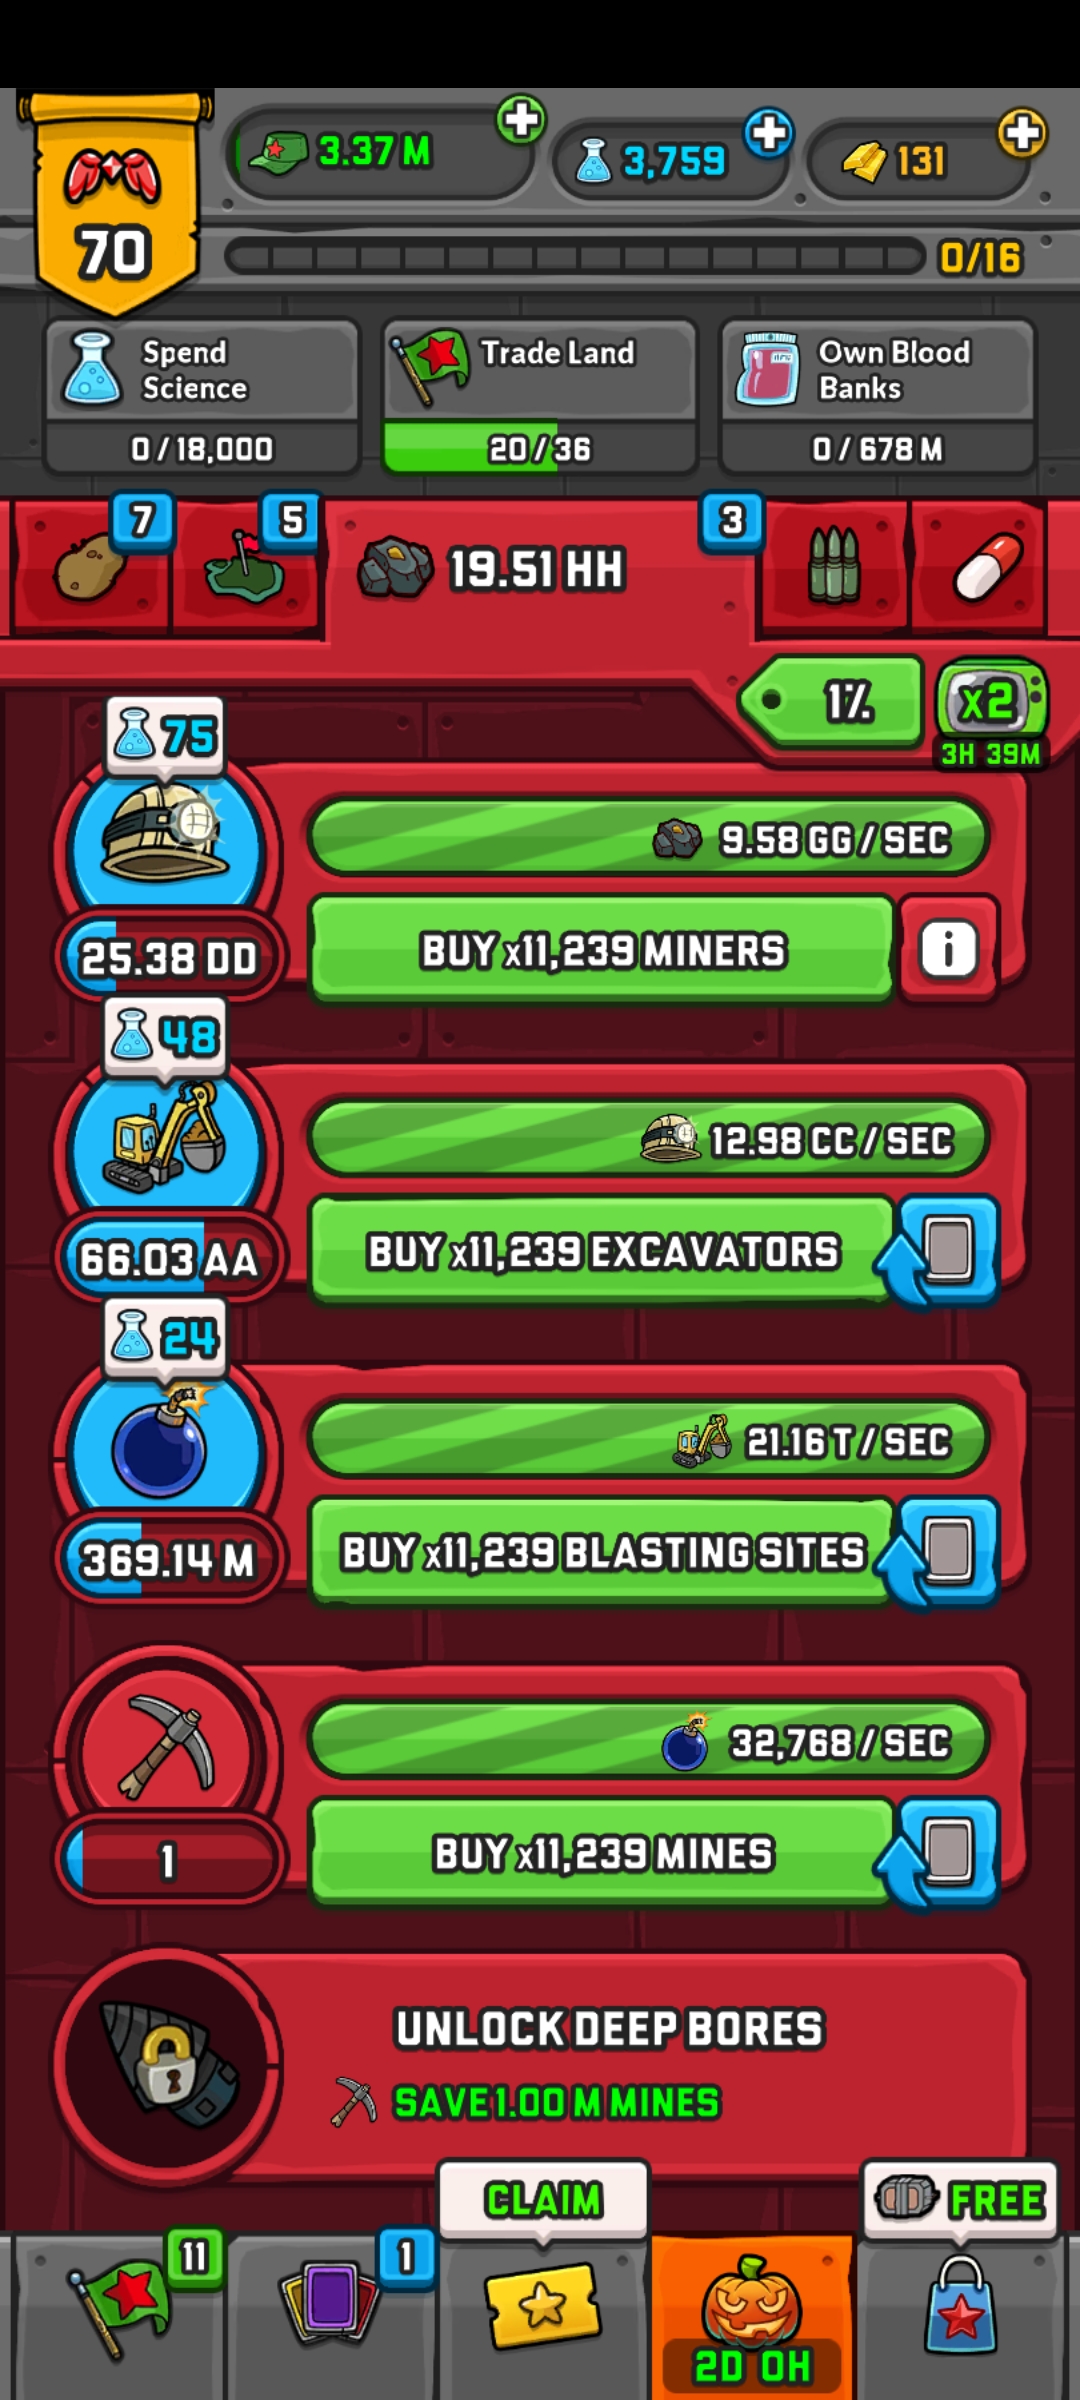 3.37 M
3,759
131
70
0/16
Spend
Science
0 / 18,000
Trade Land
20 / 36
Own Blood
Banks
0 / 678 M
7
5
19.51 HH
3
1%
x2
3H 39M
75
9.58 GG / SEC
25.38 DD
BUY x11,239 MINERS
i
48
12.98 CC / SEC
66.03 AA
BUY x11,239 EXCAVATORS
24
21.16 T / SEC
369.14 M
BUY x11,239 BLASTING SITES
32,768 / SEC
1
BUY x11,239 MINES
UNLOCK DEEP BORES
SAVE 1.00 M MINES
CLAIM
FREE
11
1
2D 0H